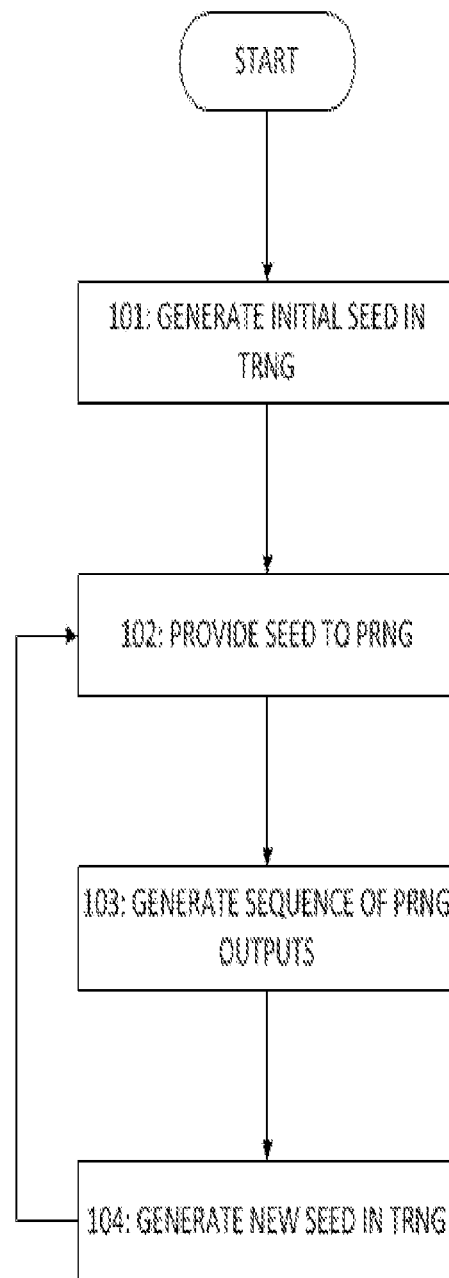 START
101: GENERATE INITIAL SEED IN
TRNG
102: PROVIDE SEED TO PRNG
103: GENERATE SEQUENCE OF PRNG
OUTPUTS
104: GENERATE NEW SEED IN TRNG